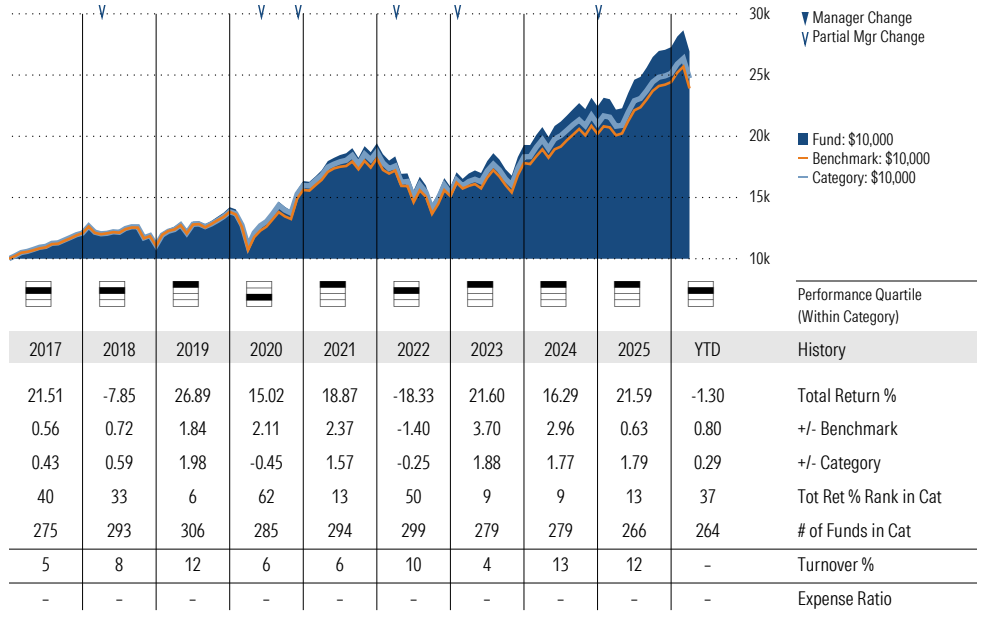 30k
25k
20k
15k
10k
Manager Change
Partial Mgr Change
Fund: $10,000
Benchmark: $10,000
Category: $10,000
Performance Quartile
(Within Category)
2017 2018 2019 2020 2021 2022 2023 2024 2025 YTD History
21.51 -7.85 26.89 15.02 18.87 -18.33 21.60 16.29 21.59 -1.30 Total Return %
0.56 0.72 1.84 2.11 2.37 -1.40 3.70 2.96 0.63 0.80 +/- Benchmark
0.43 0.59 1.98 -0.45 1.57 -0.25 1.88 1.77 1.79 0.29 +/- Category
40 33 6 62 13 50 9 9 13 37 Tot Ret % Rank in Cat
275 293 306 285 294 299 279 279 266 264 # of Funds in Cat
5 8 12 6 6 10 4 13 12 – Turnover %
– – – – – – – – – – Expense Ratio